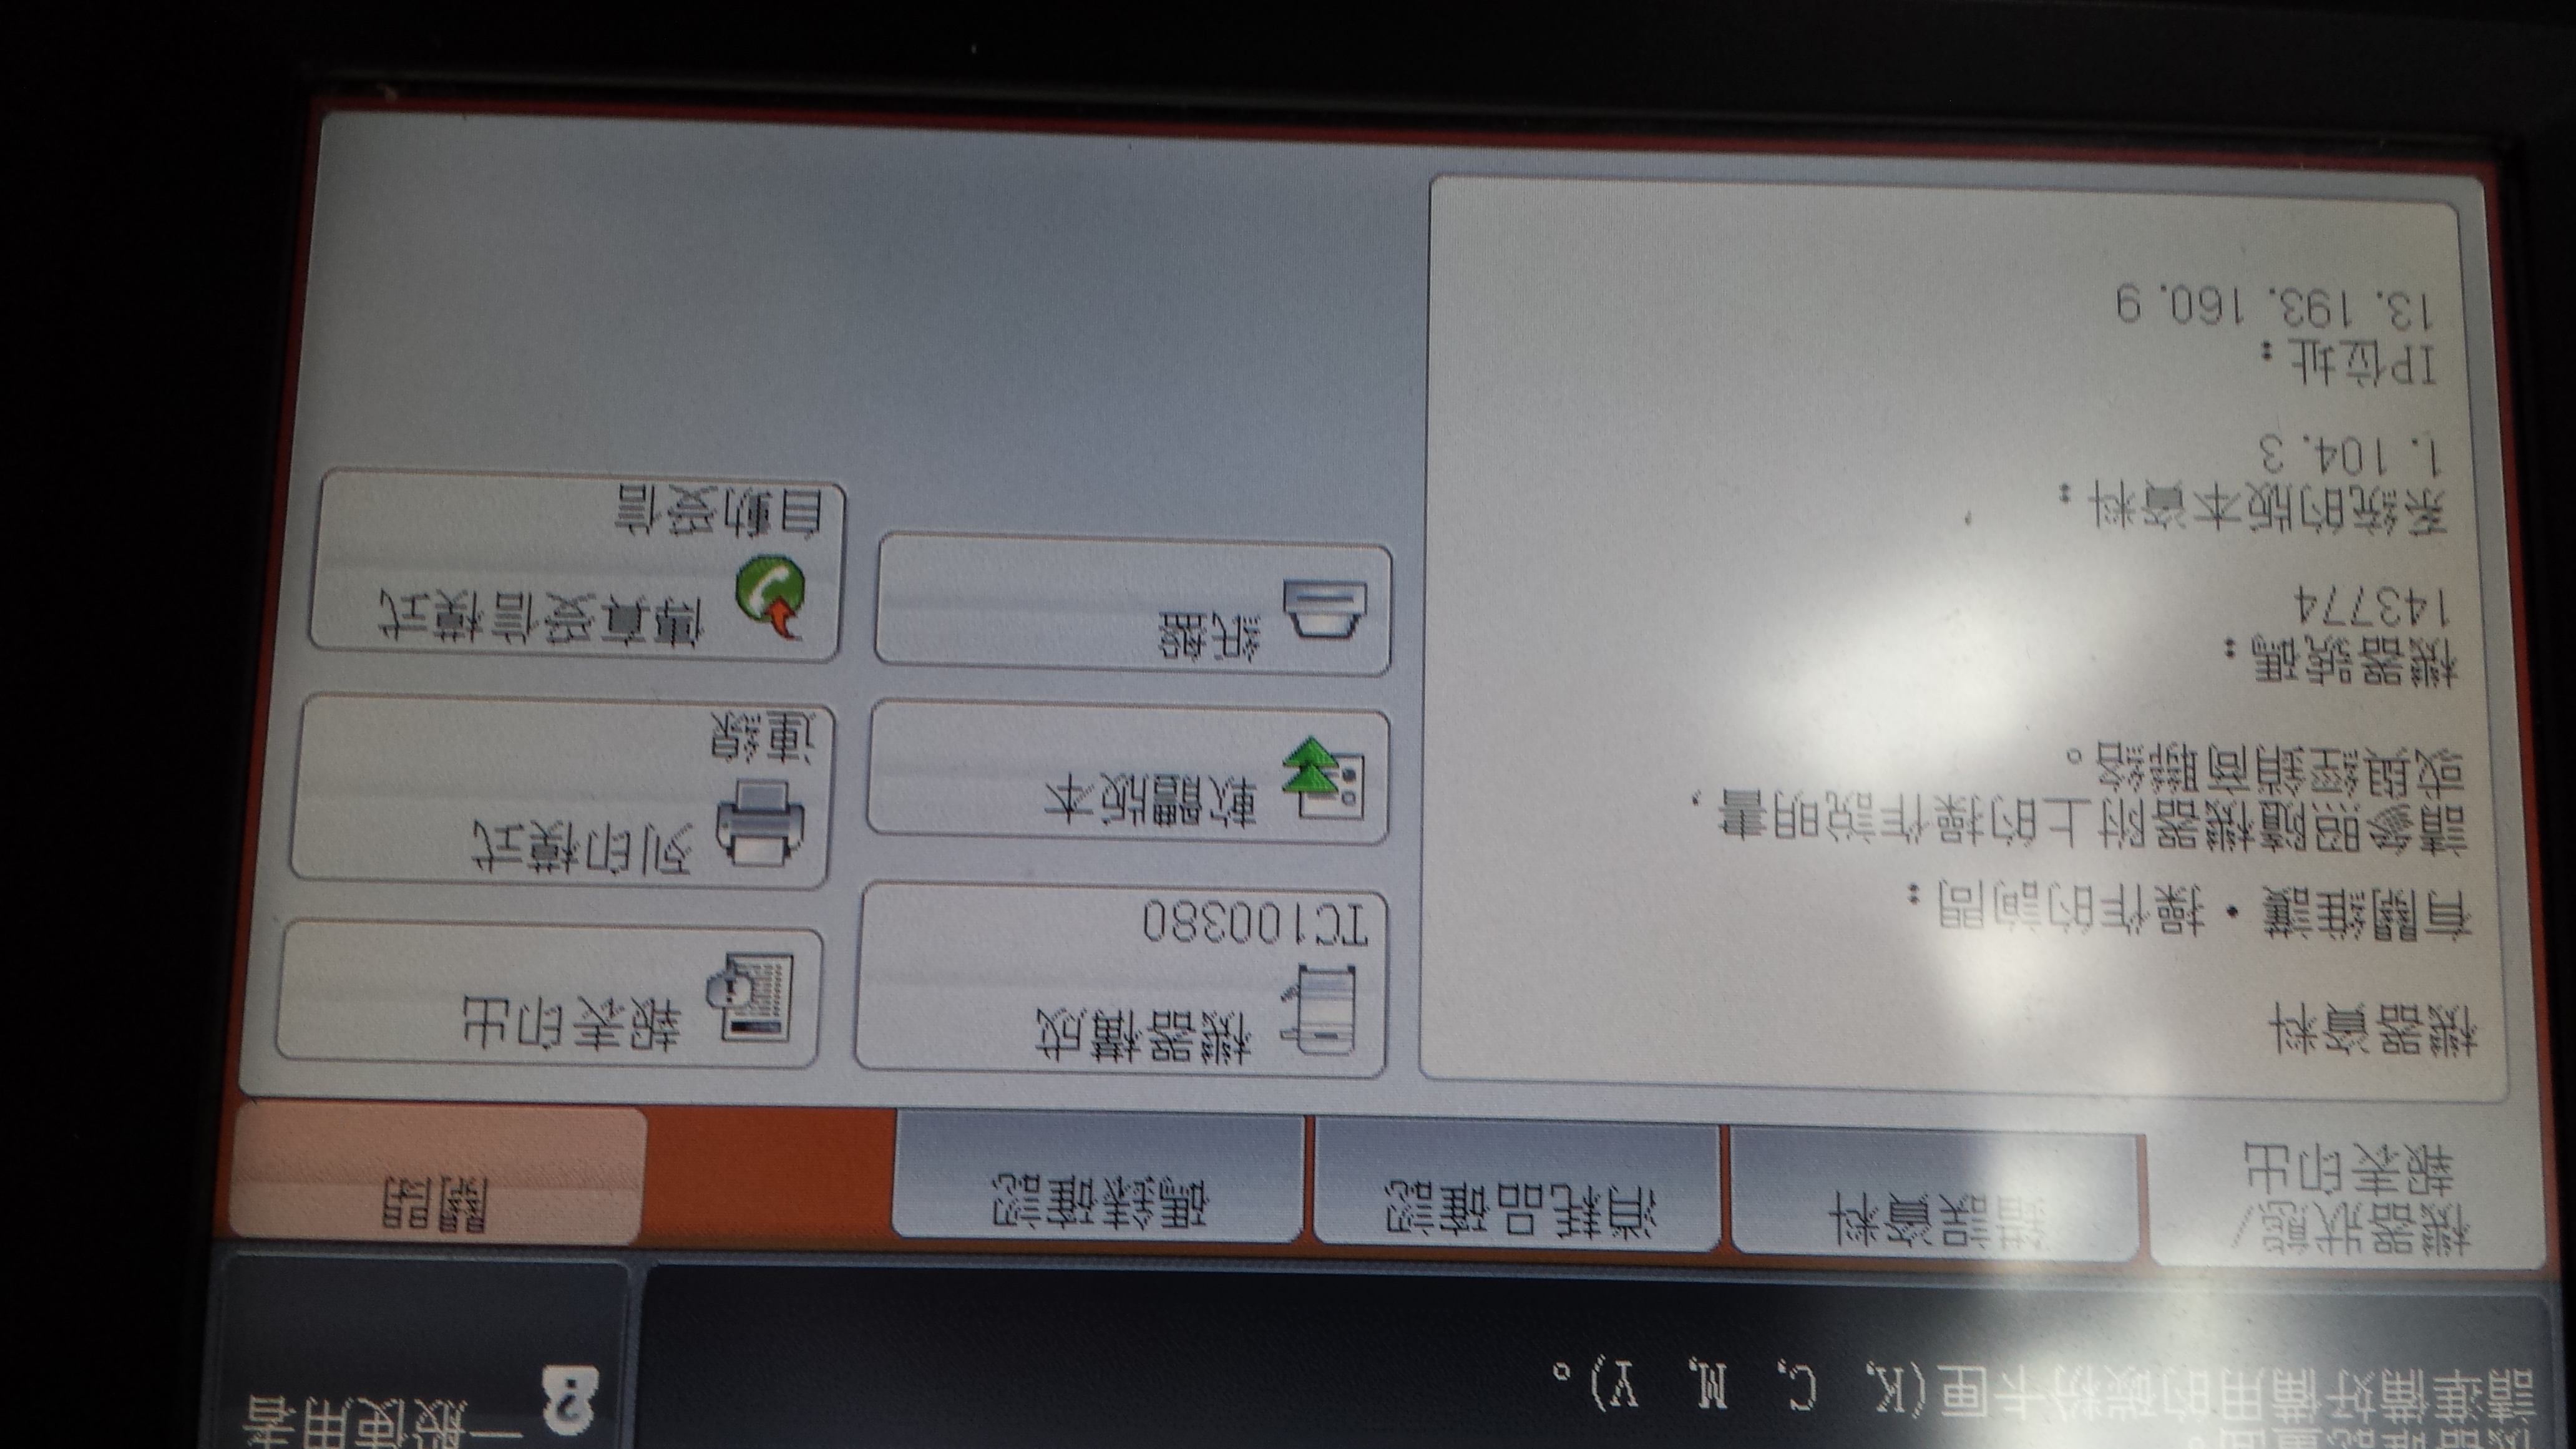 機器確認畫面。
請準備好備用的碳粉卡匣(K, C, M, Y)。
一般使用者
機器狀態/
報表印出
錯誤資料
消耗品確認
碼錶確認
關閉
機器資料
有關維護・操作的詢問：
請參照隨機器附上的操作說明書，
或與經銷商聯絡。
機器號碼：
143774
系統的版本資料：
1.104.3
IP位址：
13.193.160.9
機器構成
TC100380
軟體版本
紙盤
報表印出
列印模式
連線
傳真受信模式
自動受信